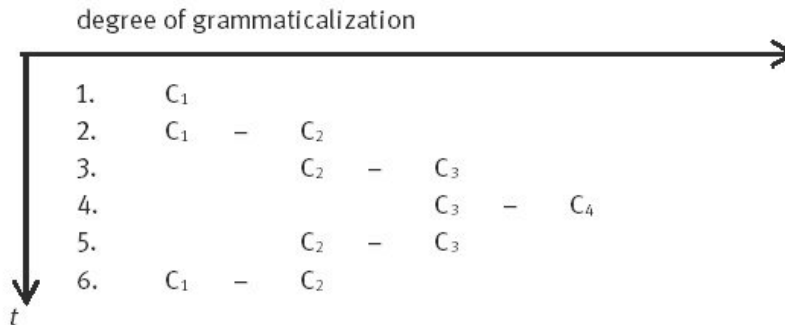 degree of grammaticalization
1. C₁
2. C₁ – C₂
3. C₂ – C₃
4. C₃ – C₄
5. C₂ – C₃
6. C₁ – C₂
t